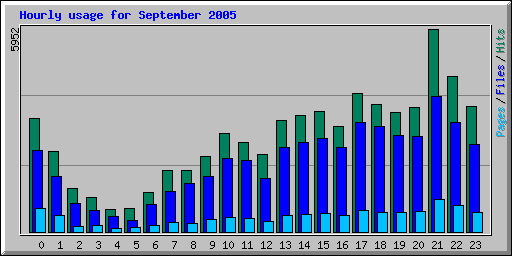 Hourly usage for September 2005
5952
Pages / Files / Hits
0 1 2 3 4 5 6 7 8 9 10 11 12 13 14 15 16 17 18 19 20 21 22 23